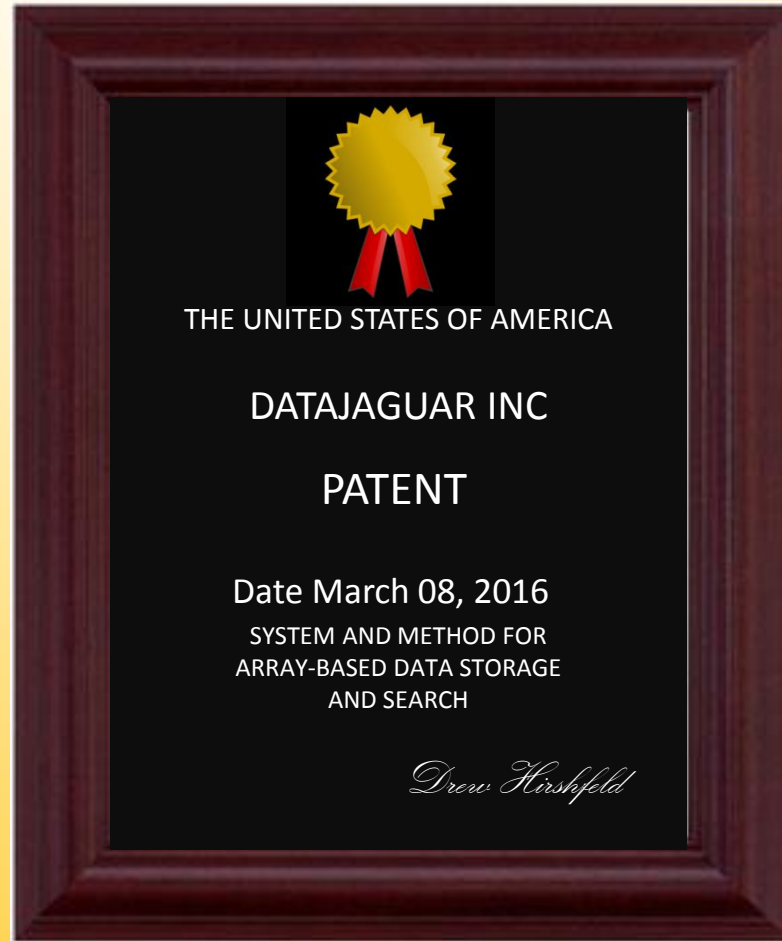 THE UNITED STATES OF AMERICA
DATAJAGUAR INC
PATENT
Date March 08, 2016
SYSTEM AND METHOD FOR
ARRAY-BASED DATA STORAGE
AND SEARCH
Drew Hirshfeld